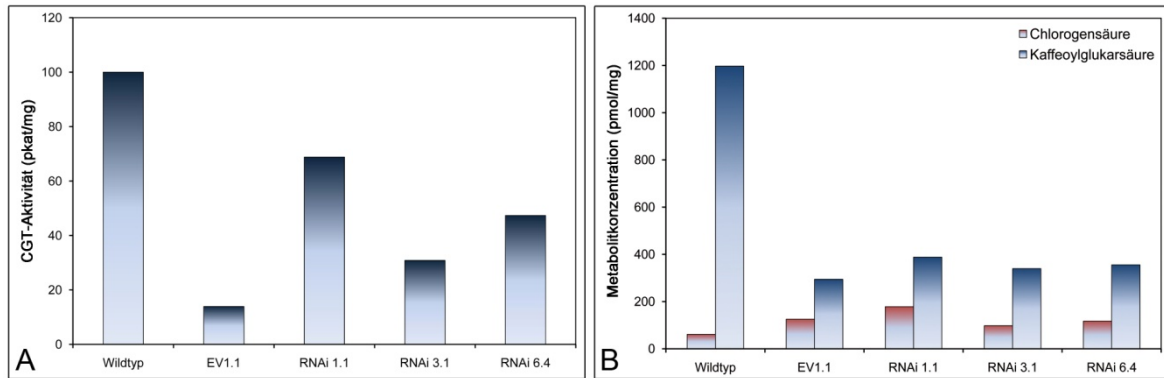 120
100
80
60
40
20
0
CGT-Aktivität (pkat/mg)
Wildtyp EV1.1 RNAi 1.1 RNAi 3.1 RNAi 6.4
A
1400
1200
1000
800
600
400
200
0
Metabolitkonzentration (pmol/mg)
Chlorogensäure
Kaffeoylglukarsäure
Wildtyp EV1.1 RNAi 1.1 RNAi 3.1 RNAi 6.4
B